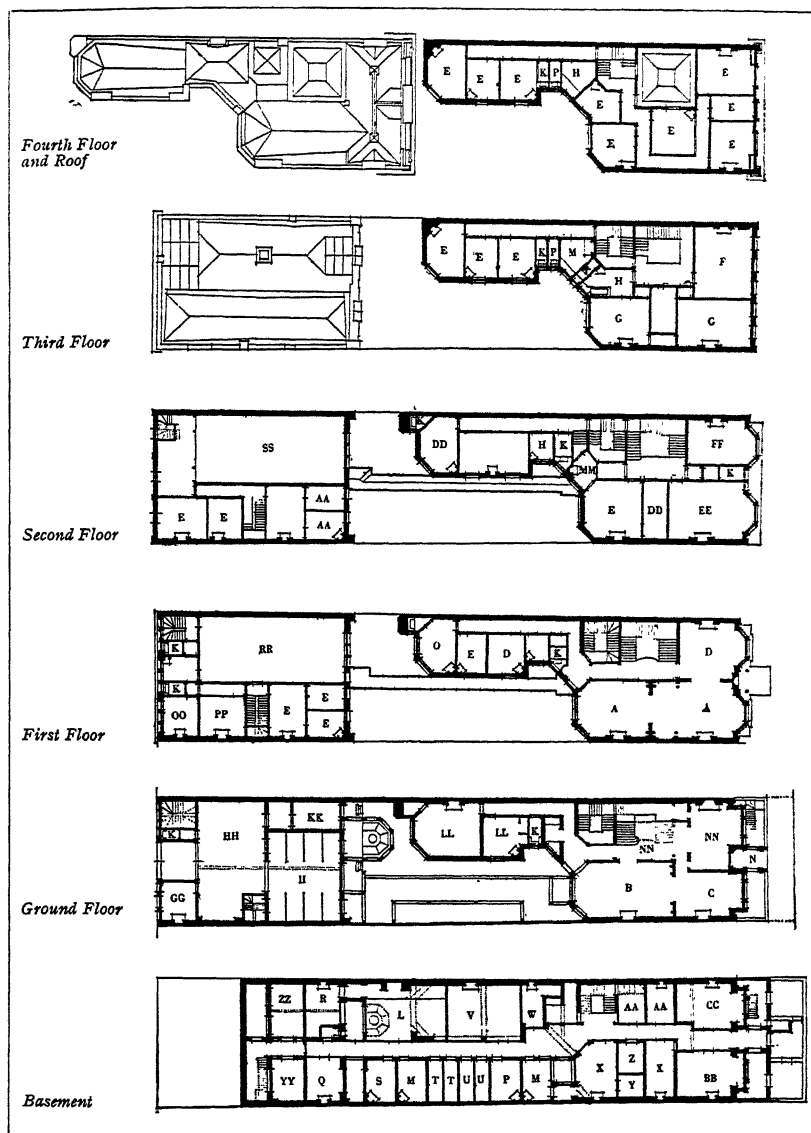 E E E K P H E E E E E E
Fourth Floor
and Roof
E E E K P M H F G G
Third Floor
SS DD H K MM FF K
E E AA AA E DD EE
Second Floor
K RR O E D K D
K OO PP E E E A A
First Floor
K HH KK LL LL K NN NN N
GG B C
Ground Floor
ZZ R L V W AA AA CC
YY Q S M T T U U P M X Z Y X BB
Basement